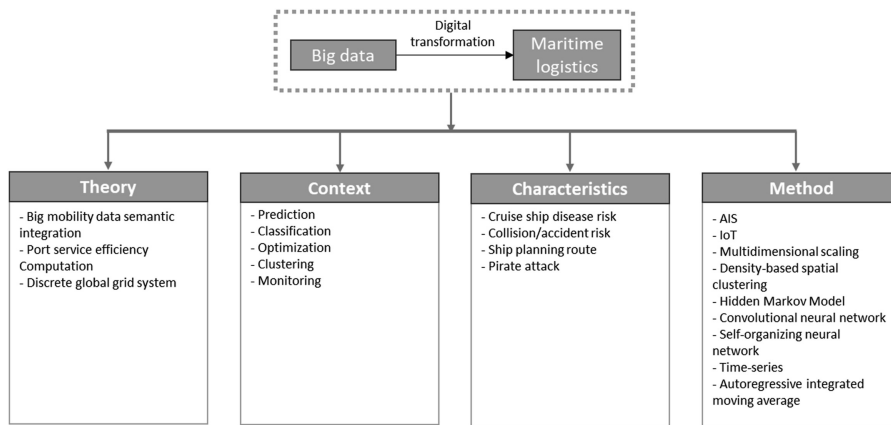 Digital
transformation
Big data
Maritime
logistics
Theory
- Big mobility data semantic
integration
- Port service efficiency
Computation
- Discrete global grid system
Context
- Prediction
- Classification
- Optimization
- Clustering
- Monitoring
Characteristics
- Cruise ship disease risk
- Collision/accident risk
- Ship planning route
- Pirate attack
Method
- AIS
- IoT
- Multidimensional scaling
- Density-based spatial
clustering
- Hidden Markov Model
- Convolutional neural network
- Self-organizing neural
network
- Time-series
- Autoregressive integrated
moving average